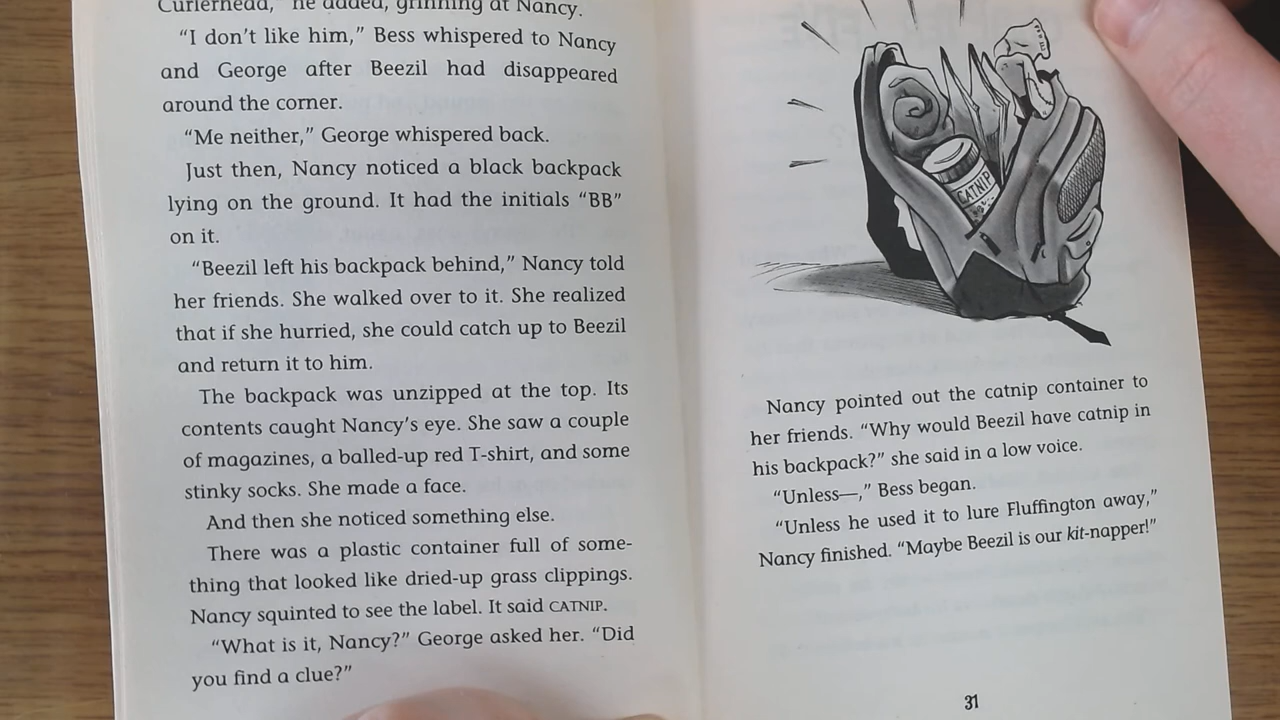 Curlerhead,” he added, grinning at Nancy.
“I don’t like him,” Bess whispered to Nancy
and George after Beezil had disappeared
around the corner.
“Me neither,” George whispered back.
Just then, Nancy noticed a black backpack
lying on the ground. It had the initials “BB”
on it.
“Beezil left his backpack behind,” Nancy told
her friends. She walked over to it. She realized
that if she hurried, she could catch up to Beezil
and return it to him.
The backpack was unzipped at the top. Its
contents caught Nancy’s eye. She saw a couple
of magazines, a balled-up red T-shirt, and some
stinky socks. She made a face.
And then she noticed something else.
There was a plastic container full of some-
thing that looked like dried-up grass clippings.
Nancy squinted to see the label. It said CATNIP.
“What is it, Nancy?” George asked her. “Did
you find a clue?”
CATNIP
Nancy pointed out the catnip container to
her friends. “Why would Beezil have catnip in
his backpack?” she said in a low voice.
“Unless—,” Bess began.
“Unless he used it to lure Fluffington away,”
Nancy finished. “Maybe Beezil is our kit-napper!”
31